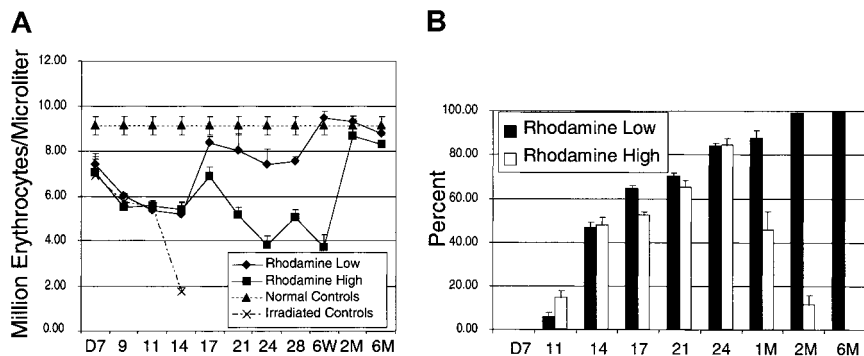 A
Million Erythrocytes/Microliter
12.00
10.00
8.00
6.00
4.00
2.00
0.00
Rhodamine Low
Rhodamine High
Normal Controls
Irradiated Controls
D7 9 11 14 17 21 24 28 6W 2M 6M
B
Percent
100.00
80.00
60.00
40.00
20.00
0.00
Rhodamine Low
Rhodamine High
D7 11 14 17 21 24 1M 2M 6M